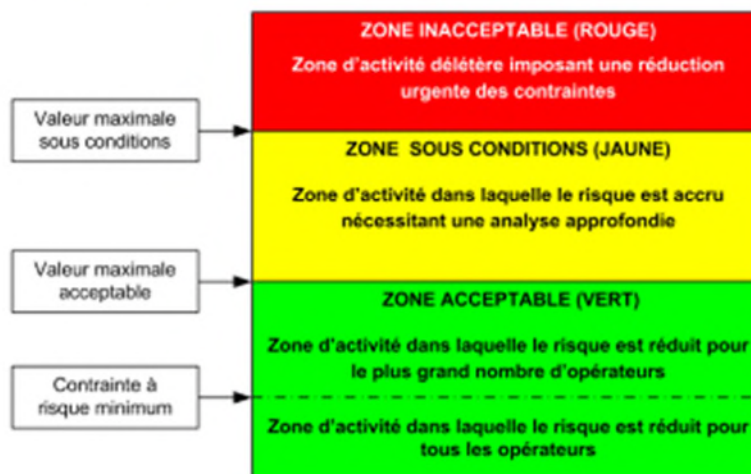 ZONE INACCEPTABLE (ROUGE)
Zone d'activité délétère imposant une réduction
urgente des contraintes
Valeur maximale
sous conditions
ZONE SOUS CONDITIONS (JAUNE)
Zone d'activité dans laquelle le risque est accru
nécessitant une analyse approfondie
Valeur maximale
acceptable
ZONE ACCEPTABLE (VERT)
Zone d'activité dans laquelle le risque est réduit pour
le plus grand nombre d'opérateurs
Contrainte à
risque minimum
Zone d'activité dans laquelle le risque est réduit pour
tous les opérateurs